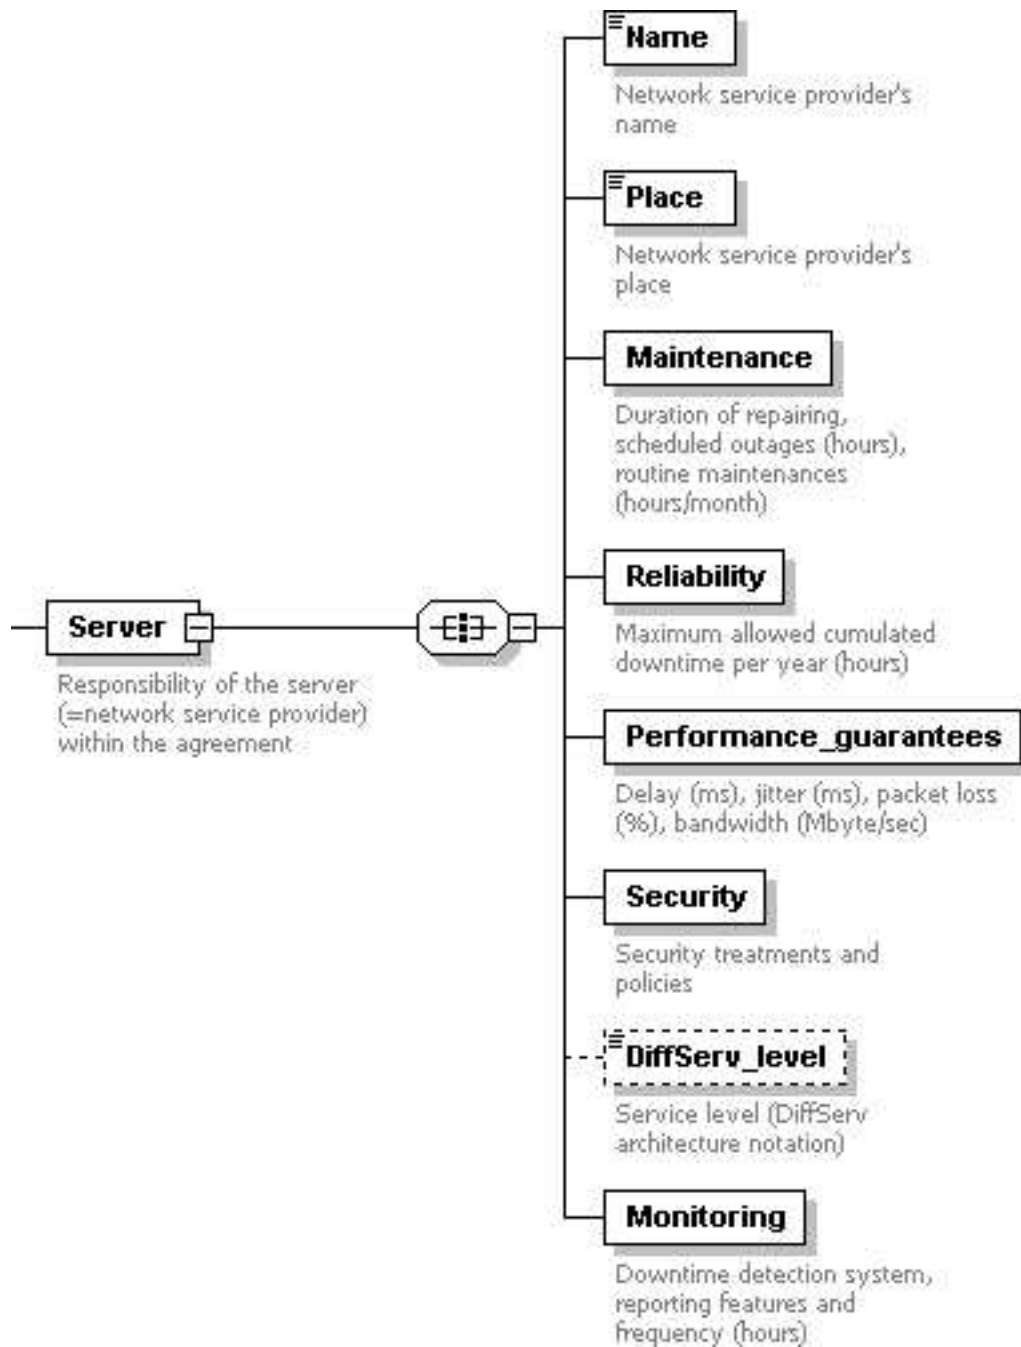 Name
Network service provider's
name
Place
Network service provider's
place
Maintenance
Duration of repairing,
scheduled outages (hours),
routine maintenances
(hours/month)
Reliability
Maximum allowed cumulated
downtime per year (hours)
Server
Responsibility of the server
(=network service provider)
within the agreement
Performance_guarantees
Delay (ms), jitter (ms), packet loss
(%), bandwidth (Mbyte/sec)
Security
Security treatments and
policies
DiffServ_level
Service level (DiffServ
architecture notation)
Monitoring
Downtime detection system,
reporting features and
frequency (hours)